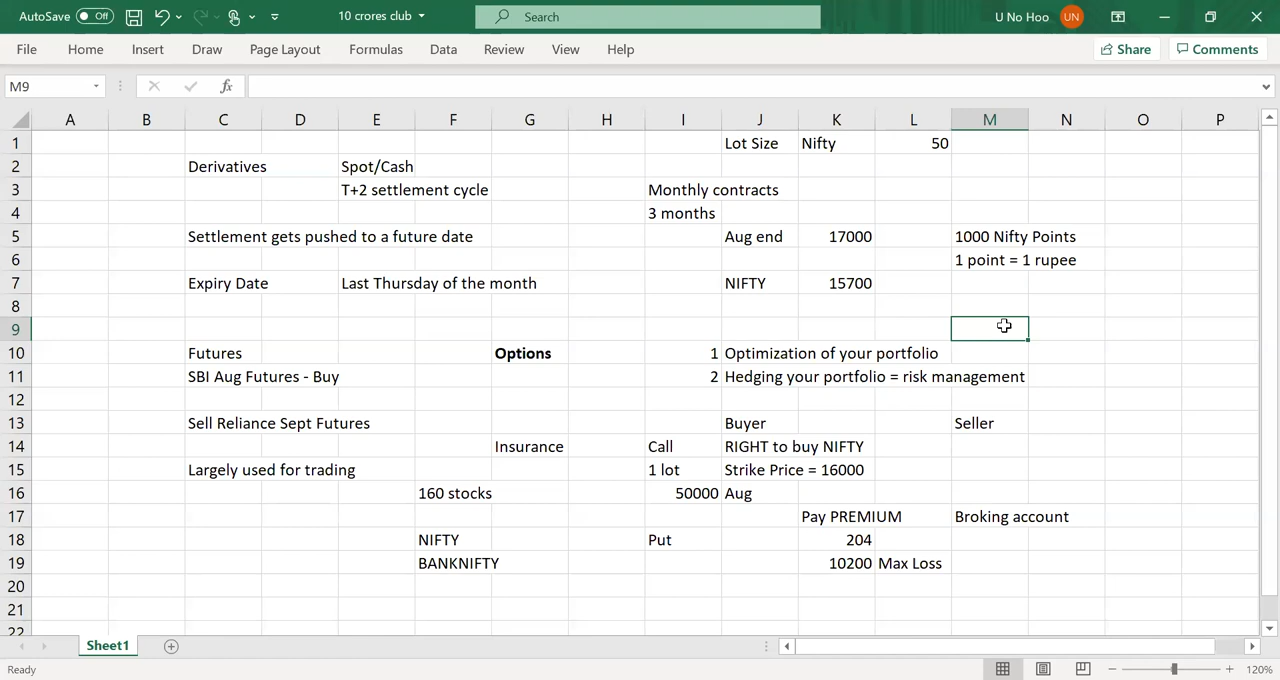 AutoSave Off 10 crores club Search U No Hoo UN
File Home Insert Draw Page Layout Formulas Data Review View Help Share Comments
M9 fx
A B C D E F G H I J K L M N O P
1 Lot Size Nifty 50
2 Derivatives Spot/Cash
3 T+2 settlement cycle Monthly contracts
4 3 months
5 Settlement gets pushed to a future date Aug end 17000 1000 Nifty Points
6 1 point = 1 rupee
7 Expiry Date Last Thursday of the month NIFTY 15700
8
9
10 Futures Options 1 Optimization of your portfolio
11 SBI Aug Futures - Buy 2 Hedging your portfolio = risk management
12
13 Sell Reliance Sept Futures Buyer Seller
14 Insurance Call RIGHT to buy NIFTY
15 Largely used for trading 1 lot Strike Price = 16000
16 160 stocks 50000 Aug
17 Pay PREMIUM Broking account
18 NIFTY Put 204
19 BANKNIFTY 10200 Max Loss
20
21
22
Sheet1
Ready 120%